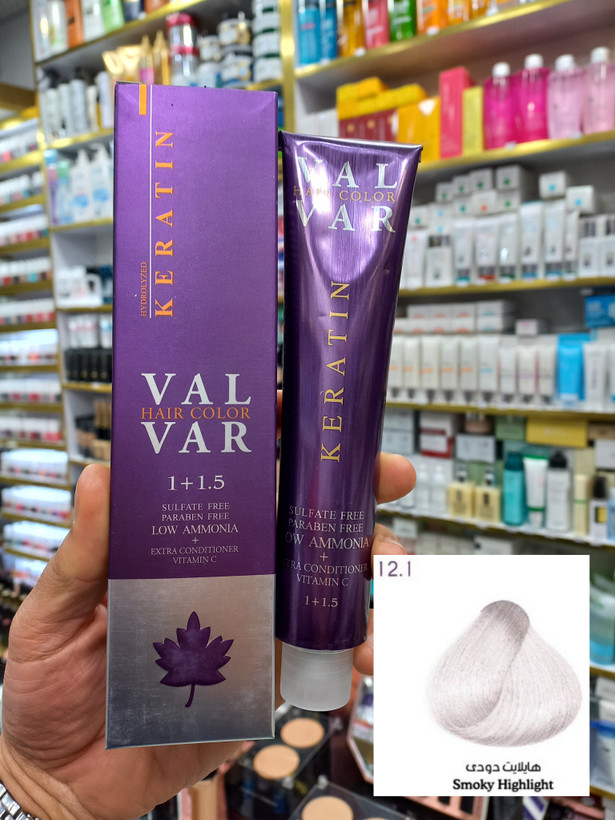 HYDROLYZED
KERATIN
VAL
HAIR COLOR
VAR
1+1.5
SULFATE FREE
PARABEN FREE
LOW AMMONIA
+
EXTRA CONDITIONER
VITAMIN C
VAL
HAIR COLOR
VAR
KERATIN
SULFATE FREE
PARABEN FREE
LOW AMMONIA
+
EXTRA CONDITIONER
VITAMIN C
1+1.5
12.1
هایلایت دودی
Smoky Highlight